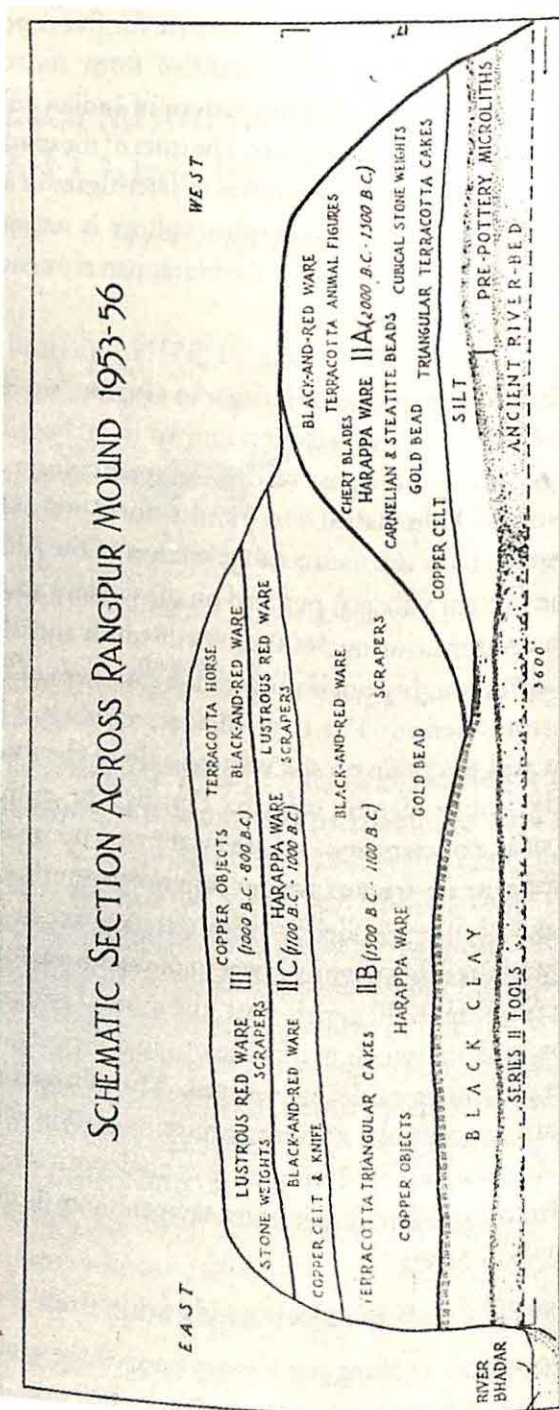 SCHEMATIC SECTION ACROSS RANGPUR MOUND 1953-56
EAST
WEST
COPPER OBJECTS TERRACOTTA HORSE
LUSTROUS RED WARE III (1000 B.C.-800 B.C) BLACK-AND-RED WARE
STONE WEIGHTS SCRAPERS
HARAPPA WARE LUSTROUS RED WARE
BLACK-AND-RED WARE IIC (1100 B.C. - 1000 B.C) SCRAPERS
COPPER CELT & KNIFE
BLACK-AND-RED WARE
TERRACOTTA TRIANGULAR CAKES IIB (1500 B.C. - 1100 B.C) SCRAPERS
HARAPPA WARE
COPPER OBJECTS GOLD BEAD
BLACK-AND-RED WARE
TERRACOTTA ANIMAL FIGURES
CHERT BLADES
HARAPPA WARE IIA (2000 B.C. - 1500 B.C.)
CARNELIAN & STEATITE BEADS CUBICAL STONE WEIGHTS
GOLD BEAD TRIANGULAR TERRACOTTA CAKES
COPPER CELT
SILT
BLACK CLAY
PRE-POTTERY MICROLITHS
SERIES II TOOLS ANCIENT RIVER-BED
RIVER
BHADAR
3600'